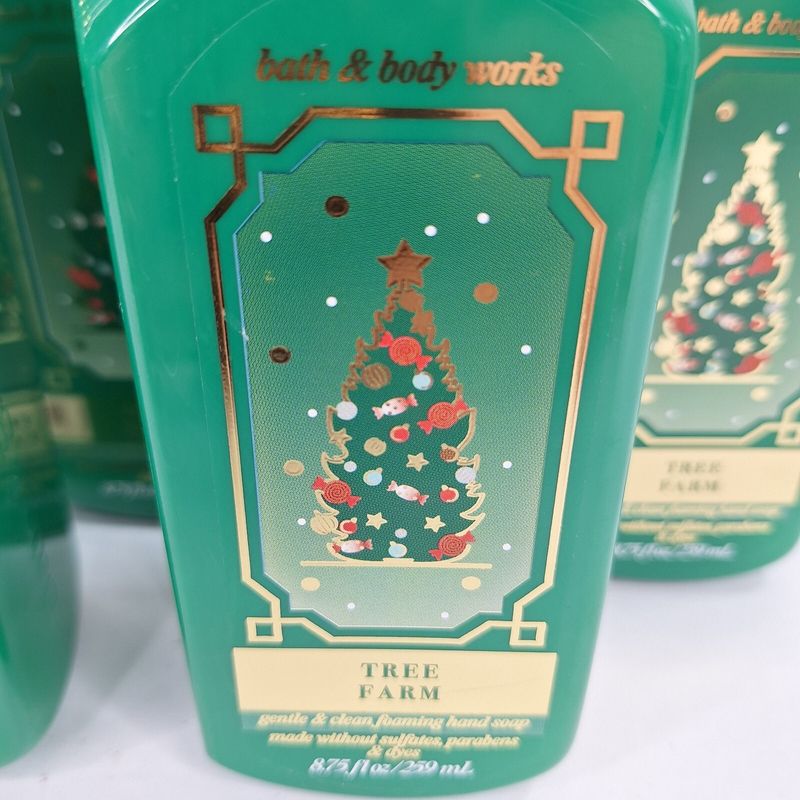 bath & body works
TREE
FARM
gentle & clean foaming hand soap
made without sulfates, parabens
& dyes
8.75 fl oz / 259 mL
bath & body
TREE
FARM